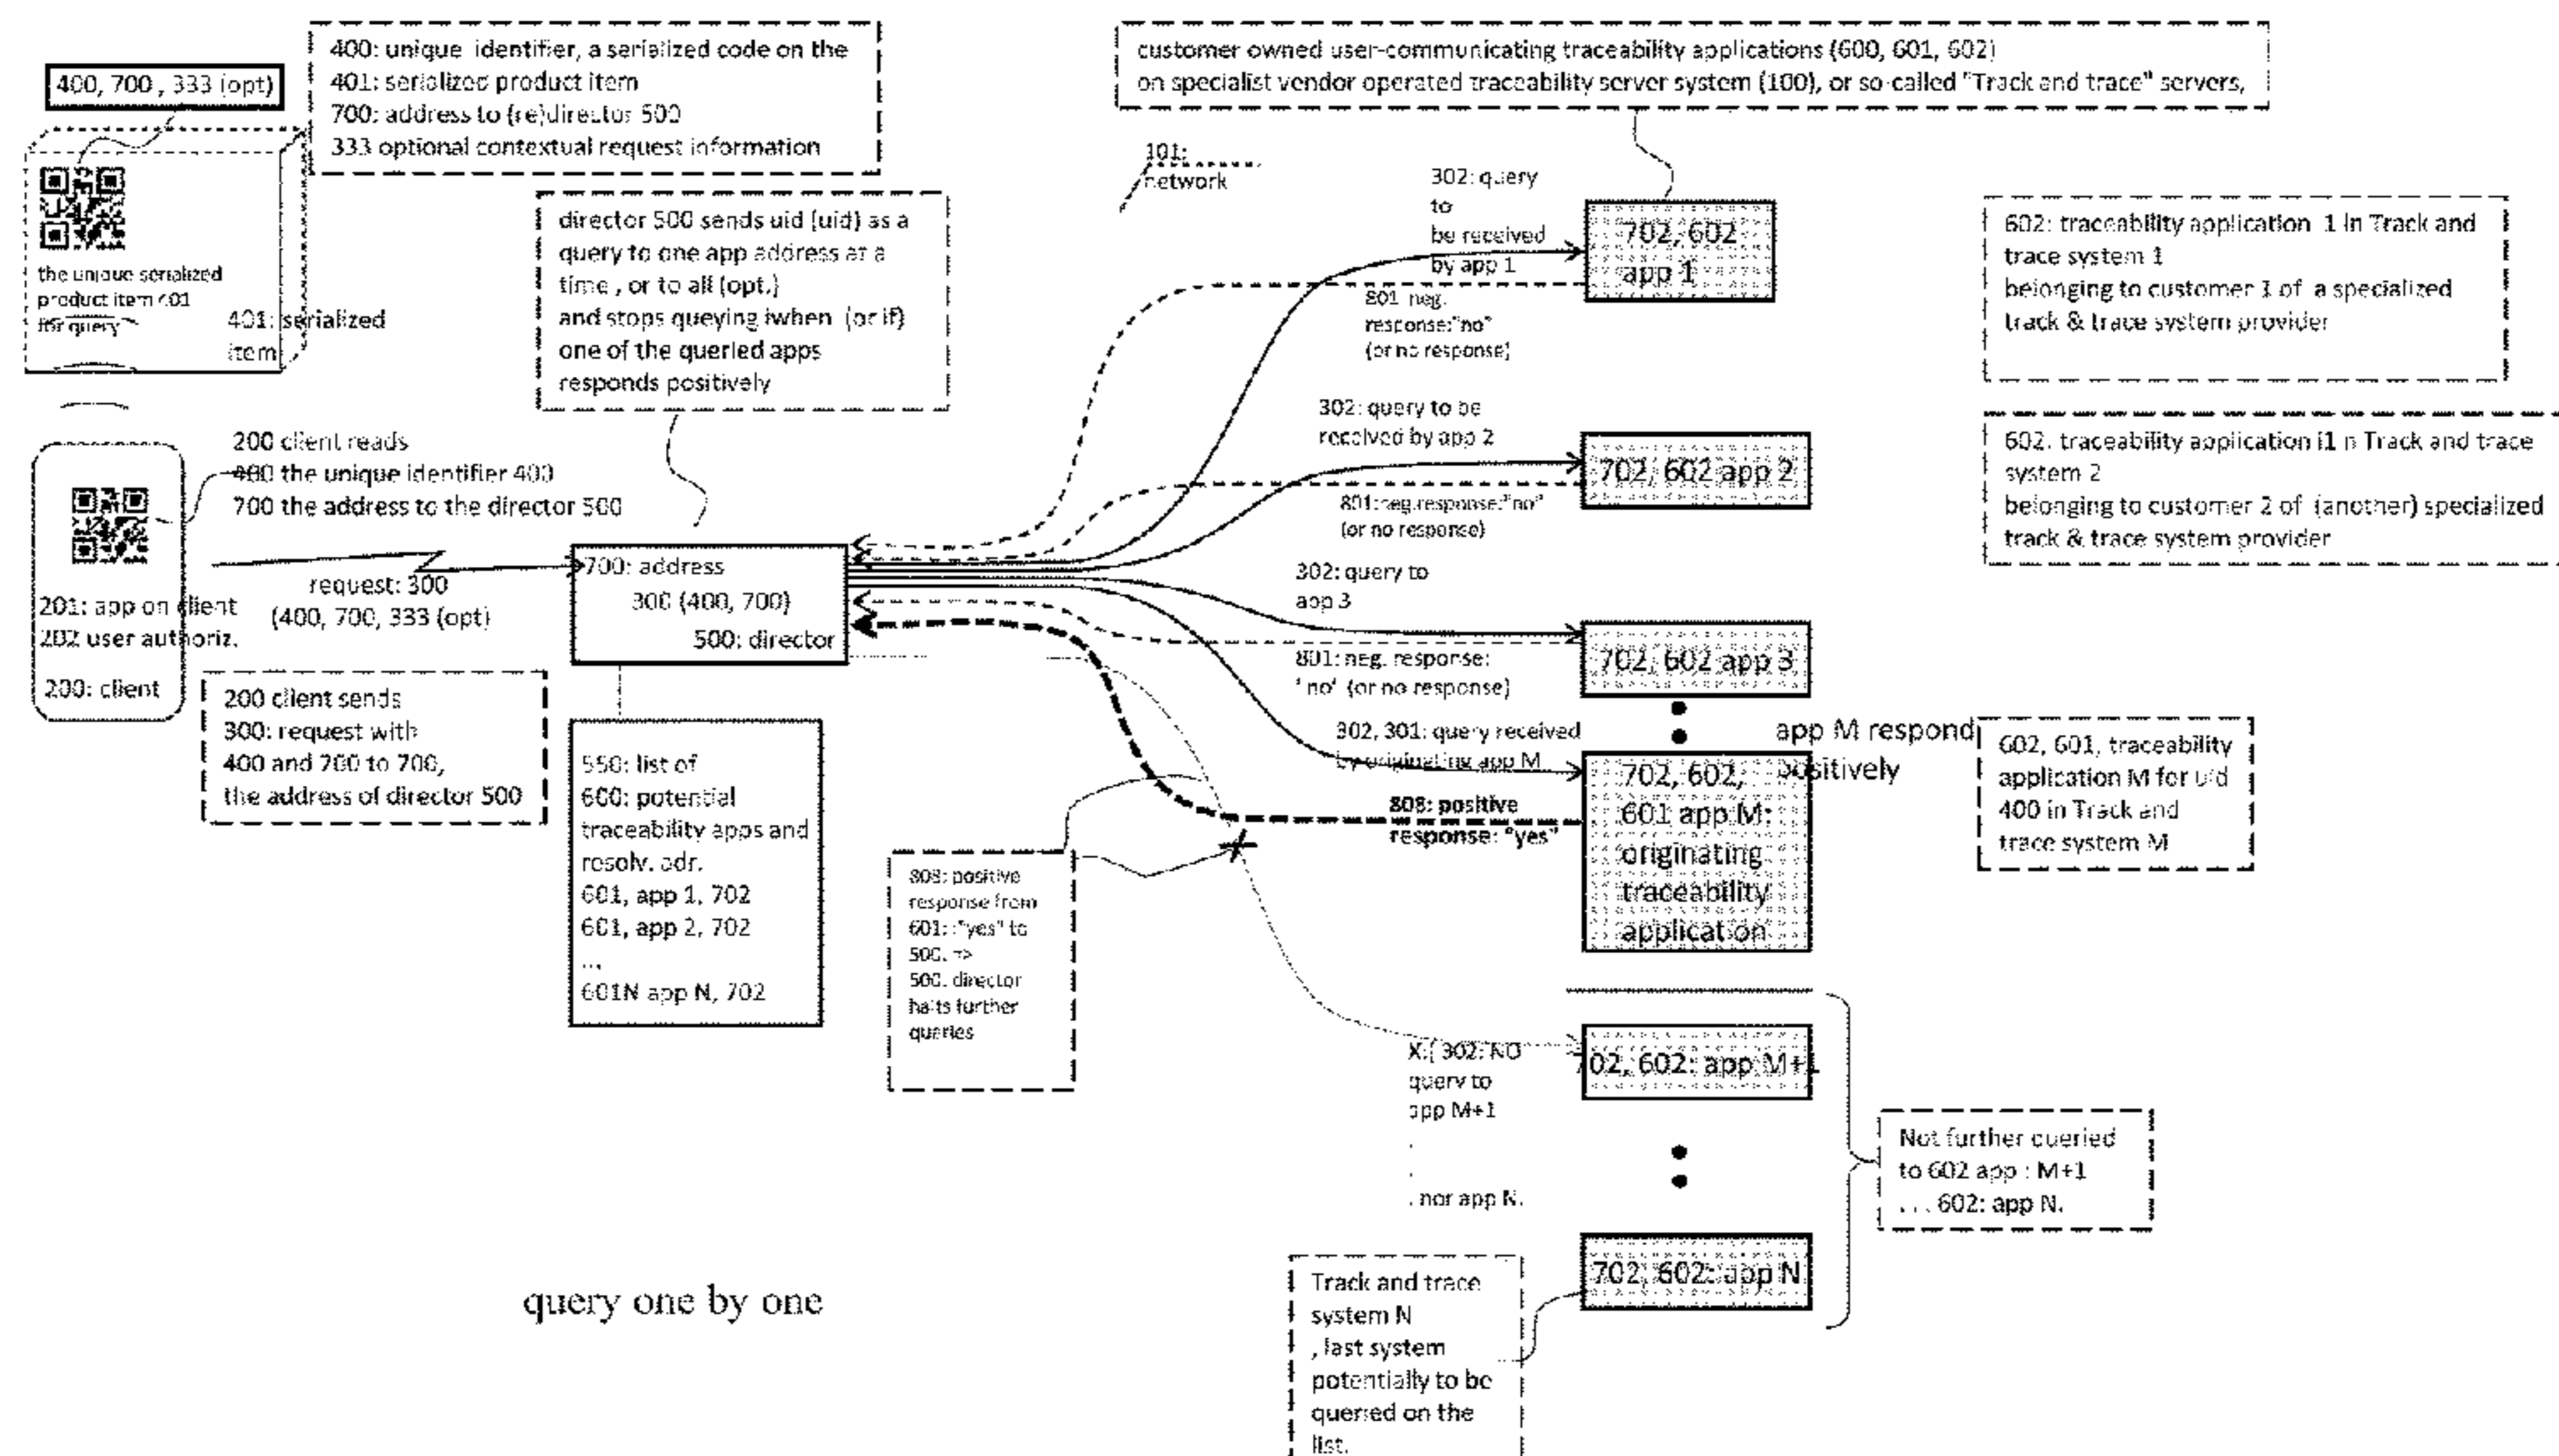 400, 700 , 333 (opt)
400: unique identifier, a serialized code on the
401: serialized product item
700: address to (re)director 500
333 optional contextual request information
customer owned user-communicating traceability applications (600, 601, 602)
on specialist vendor operated traceability server system (100), or so-called "Track and trace" servers,
the unique serialized
product item 401
for query
401: serialized
item
director 500 sends uid (uid) as a
query to one app address at a
time , or to all (opt.)
and stops queying iwhen (or if)
one of the queried apps
responds positively
101:
network
302: query
to
be received
by app 1
702, 602
app 1
801 neg.
response:"no"
(or no response)
602: traceability application 1 in Track and
trace system 1
belonging to customer 1 of a specialized
track & trace system provider
200 client reads
400 the unique identifier 400
700 the address to the director 500
302: query to be
received by app 2
702, 602 app 2
801:neg.response:"no"
(or no response)
602. traceability application i1 n Track and trace
system 2
belonging to customer 2 of (another) specialized
track & trace system provider
201: app on client
202 user authoriz.
200: client
request: 300
(400, 700, 333 (opt)
700: address
300 (400, 700)
500: director
302: query to
app 3
702, 602 app 3
801: neg. response:
'no' (or no response)
200 client sends
300: request with
400 and 700 to 700,
the address of director 500
550: list of
600: potential
traceability apps and
resolv. adr.
601, app 1, 702
601, app 2, 702
...
601N app N, 702
302, 301: query received
by originating app M
app M respond
positively
702, 602,
601 app M:
originating
traceability
application
808: positive
response: "yes"
602, 601, traceability
application M for uid
400 in Track and
trace system M
808: positive
response from
601: :"yes" to
500. =>
500. director
halts further
queries
X:( 302: NO
query to
app M+1
.
.
. nor app N.
702, 602: app M+1
702, 602: app N
Not further queried
to 602 app : M+1
. . . 602: app N.
Track and trace
system N
, last system
potentially to be
queried on the
list.
query one by one